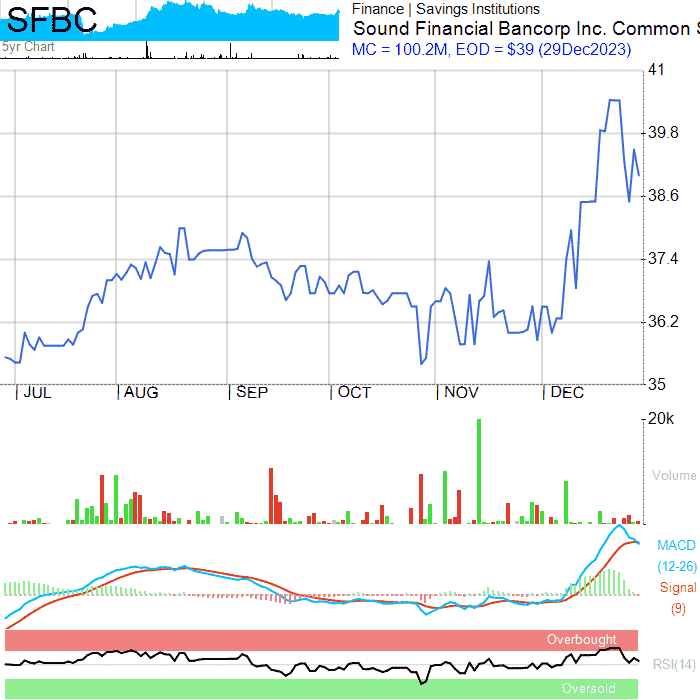 SFBC
5yr Chart
Finance | Savings Institutions
Sound Financial Bancorp Inc. Common S
MC = 100.2M, EOD = $39 (29Dec2023)
41
39.8
38.6
37.4
36.2
35
JUL AUG SEP OCT NOV DEC
20k
Volume
MACD
(12-26)
Signal
(9)
Overbought
RSI(14)
Oversold